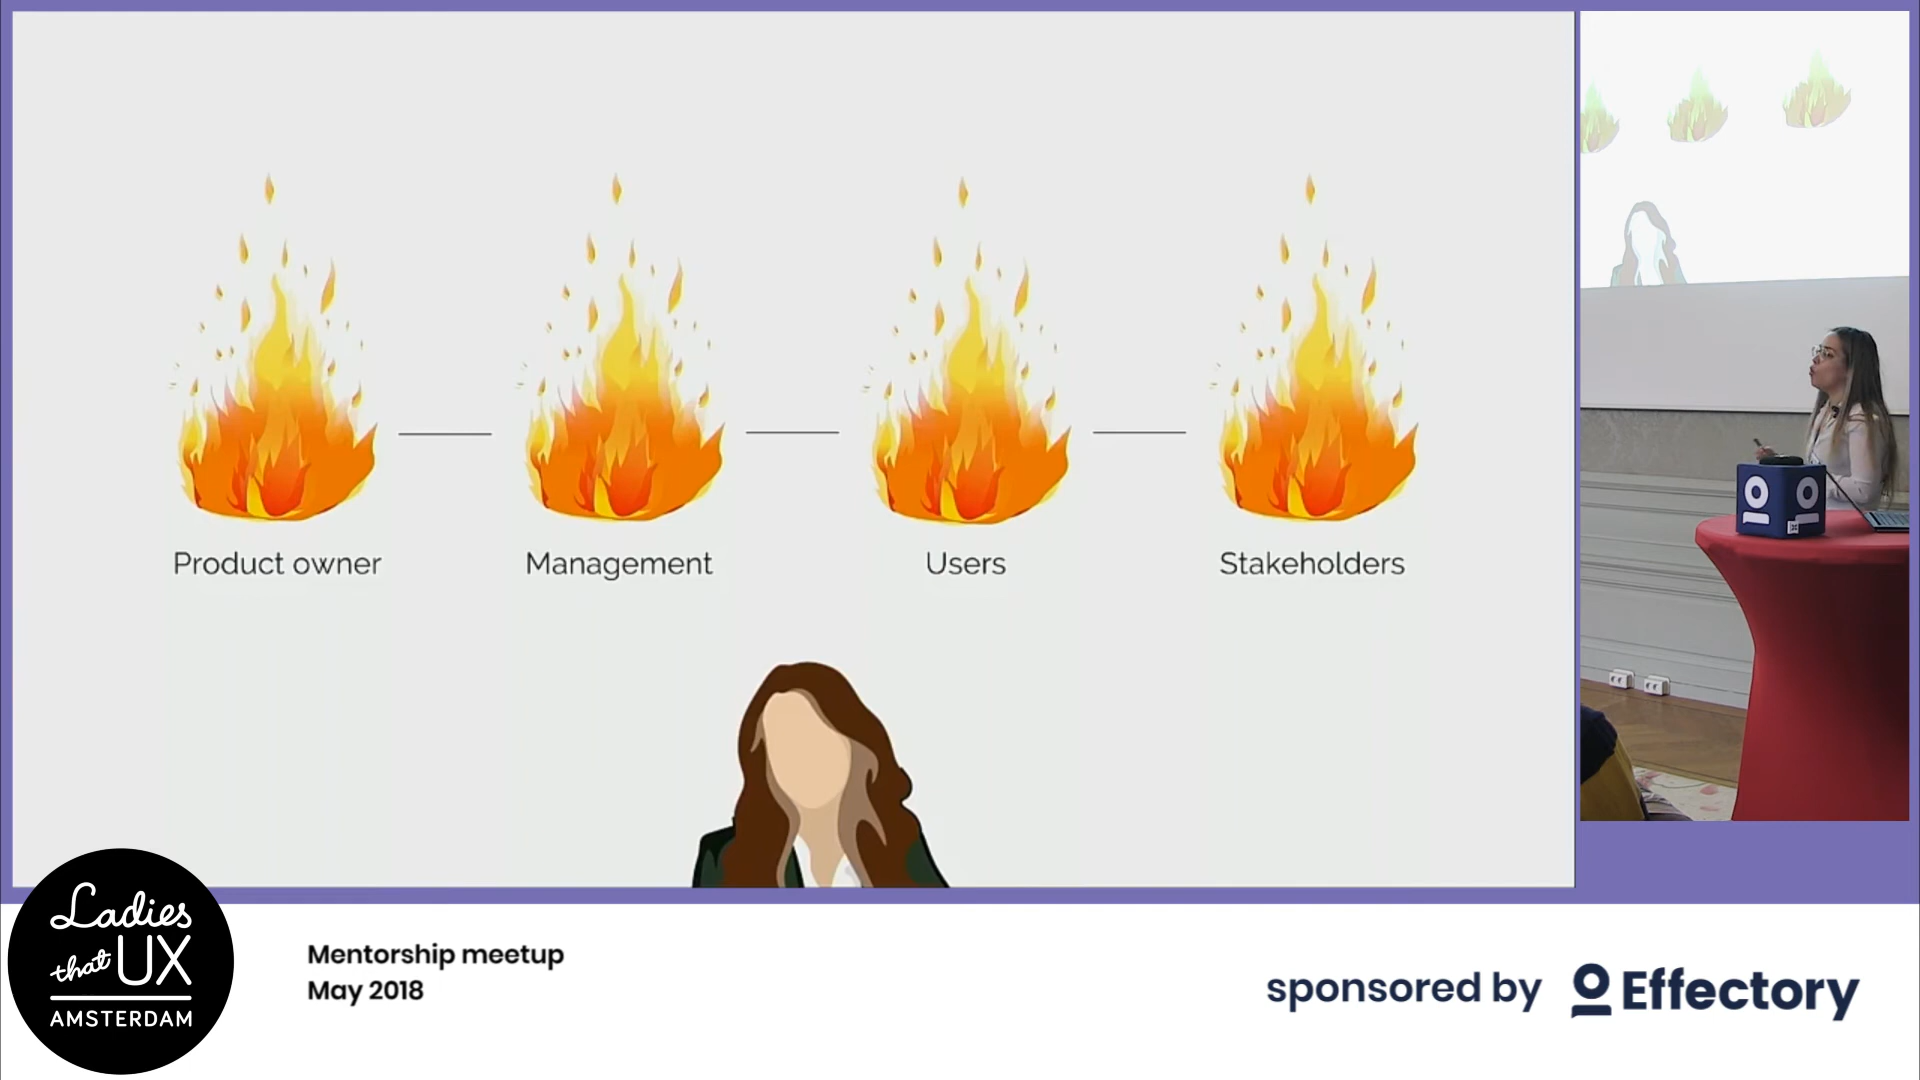 Product owner
Management
Users
Stakeholders
Ladies
that UX
AMSTERDAM
Mentorship meetup
May 2018
sponsored by
Effectory